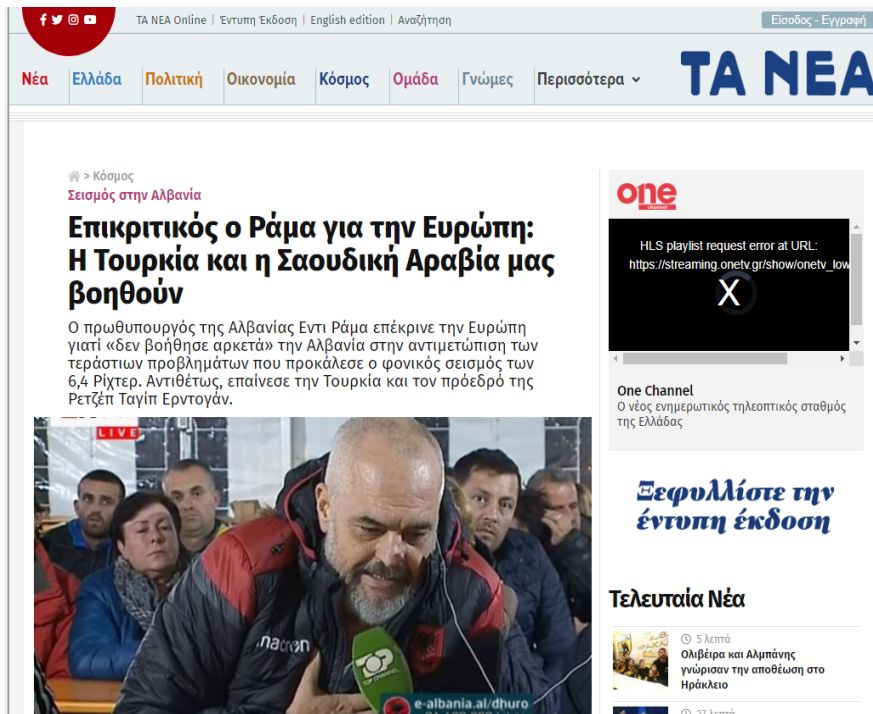 TA NEA Online | Έντυπη Έκδοση | English edition | Αναζήτηση
Είσοδος - Εγγραφή
Νέα
Ελλάδα
Πολιτική
Οικονομία
Κόσμος
Ομάδα
Γνώμες
Περισσότερα
ΤΑ ΝΕΑ
> Κόσμος
Σεισμός στην Αλβανία
Επικριτικός ο Ράμα για την Ευρώπη:
Η Τουρκία και η Σαουδική Αραβία μας
βοηθούν
Ο πρωθυπουργός της Αλβανίας Εντι Ράμα επέκρινε την Ευρώπη
γιατί «δεν βοήθησε αρκετά» την Αλβανία στην αντιμετώπιση των
τεράστιων προβλημάτων που προκάλεσε ο φονικός σεισμός των
6,4 Ρίχτερ. Αντιθέτως, επαίνεσε την Τουρκία και τον πρόεδρό της
Ρετζέπ Ταγίπ Ερντογάν.
LIVE
macron
TOP CHANNEL
e-albania.al/dhuro
one
channel
HLS playlist request error at URL:
https://streaming.onetv.gr/show/onetv_low
X
One Channel
Ο νέος ενημερωτικός τηλεοπτικός σταθμός
της Ελλάδας
Ξεφυλλίστε την
έντυπη έκδοση
Τελευταία Νέα
5 λεπτά
Ολιβέιρα και Αλμπάνης
γνώρισαν την αποθέωση στο
Ηράκλειο
27 λεπτά